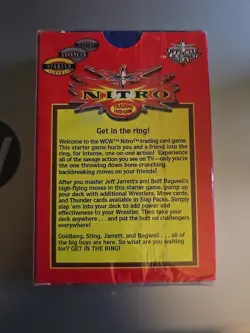 STARTER
NITRO
Get in the ring!
Welcome to the WCW™ Nitro™ trading card game.
This starter game hurls you and a friend into the
ring, for intense, one-on-one action! Experience
all of the savage action you see on TV—only you're
the one throwing down bone-crunching,
backbreaking moves on your friends!
After you master Jeff Jarrett's and Buff Bagwell's
high-flying moves in this starter game, pump up
your deck with additional Wrestlers. Move cards,
and Thunder cards available in Slap Packs. Simply
slap 'em into your deck to add power and
effectiveness to your Wrestler. Then take your
deck anywhere . . . and put the hurt on challengers
everywhere!
Goldberg, Sting, Jarrett, and Bagwell . . . all of
the big boys are here. So what are you waiting
for? GET IN THE RING!